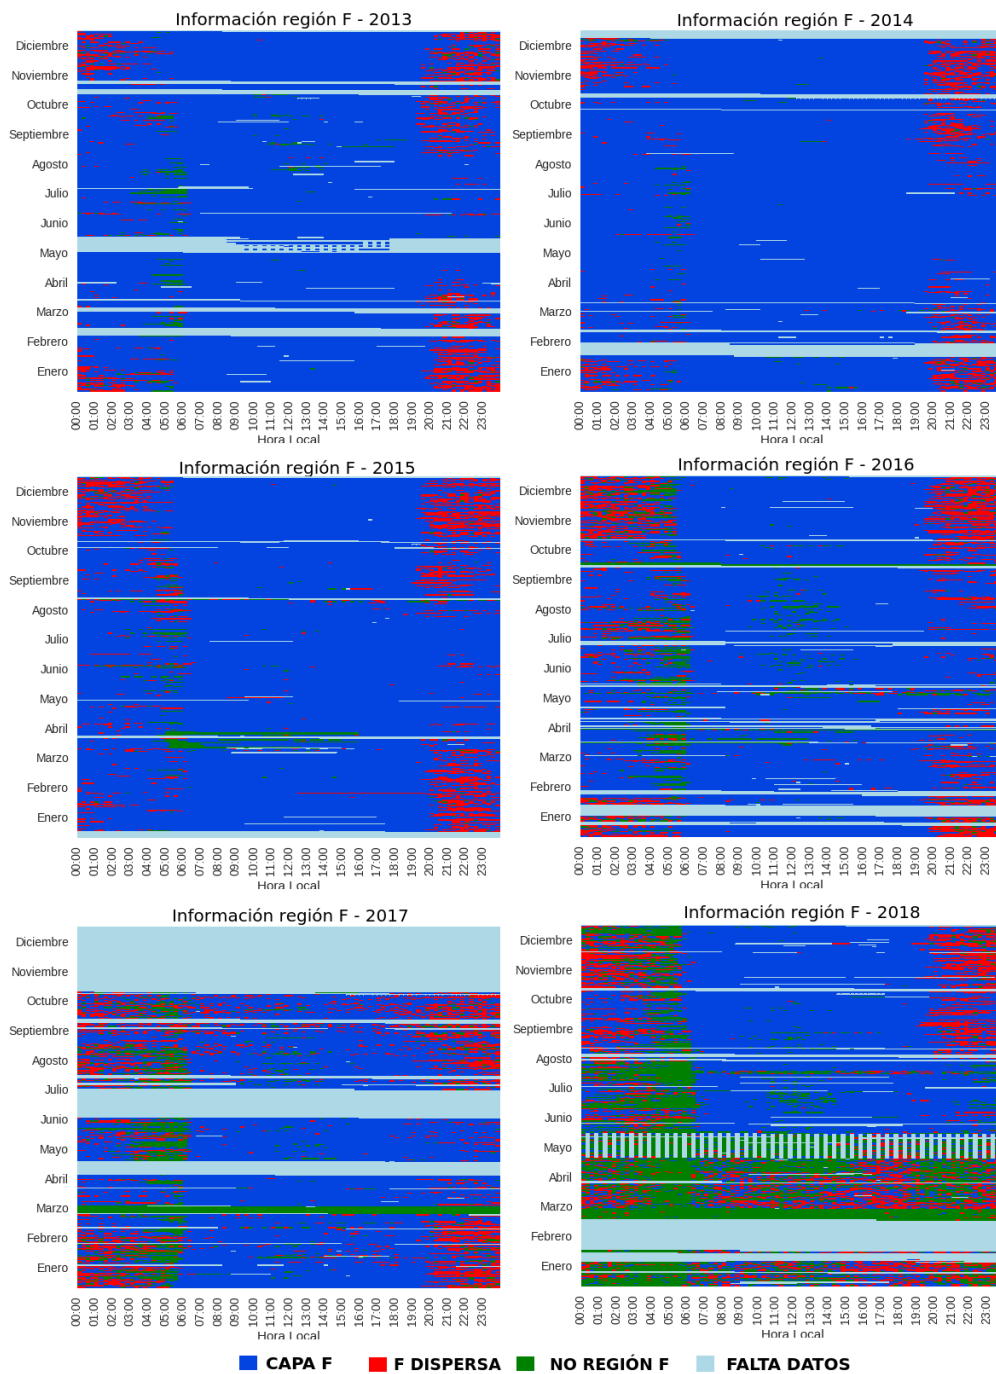 Información región F - 2013
Diciembre
Noviembre
Octubre
Septiembre
Agosto
Julio
Junio
Mayo
Abril
Marzo
Febrero
Enero
00:00 01:00 02:00 03:00 04:00 05:00 06:00 07:00 08:00 09:00 10:00 11:00 12:00 13:00 14:00 15:00 16:00 17:00 18:00 19:00 20:00 21:00 22:00 23:00
Hora Local
Información región F - 2014
Diciembre
Noviembre
Octubre
Septiembre
Agosto
Julio
Junio
Mayo
Abril
Marzo
Febrero
Enero
00:00 01:00 02:00 03:00 04:00 05:00 06:00 07:00 08:00 09:00 10:00 11:00 12:00 13:00 14:00 15:00 16:00 17:00 18:00 19:00 20:00 21:00 22:00 23:00
Hora Local
Información región F - 2015
Diciembre
Noviembre
Octubre
Septiembre
Agosto
Julio
Junio
Mayo
Abril
Marzo
Febrero
Enero
00:00 01:00 02:00 03:00 04:00 05:00 06:00 07:00 08:00 09:00 10:00 11:00 12:00 13:00 14:00 15:00 16:00 17:00 18:00 19:00 20:00 21:00 22:00 23:00
Hora Local
Información región F - 2016
Diciembre
Noviembre
Octubre
Septiembre
Agosto
Julio
Junio
Mayo
Abril
Marzo
Febrero
Enero
00:00 01:00 02:00 03:00 04:00 05:00 06:00 07:00 08:00 09:00 10:00 11:00 12:00 13:00 14:00 15:00 16:00 17:00 18:00 19:00 20:00 21:00 22:00 23:00
Hora Local
Información región F - 2017
Diciembre
Noviembre
Octubre
Septiembre
Agosto
Julio
Junio
Mayo
Abril
Marzo
Febrero
Enero
00:00 01:00 02:00 03:00 04:00 05:00 06:00 07:00 08:00 09:00 10:00 11:00 12:00 13:00 14:00 15:00 16:00 17:00 18:00 19:00 20:00 21:00 22:00 23:00
Hora Local
Información región F - 2018
Diciembre
Noviembre
Octubre
Septiembre
Agosto
Julio
Junio
Mayo
Abril
Marzo
Febrero
Enero
00:00 01:00 02:00 03:00 04:00 05:00 06:00 07:00 08:00 09:00 10:00 11:00 12:00 13:00 14:00 15:00 16:00 17:00 18:00 19:00 20:00 21:00 22:00 23:00
Hora Local
CAPA F F DISPERSA NO REGIÓN F FALTA DATOS